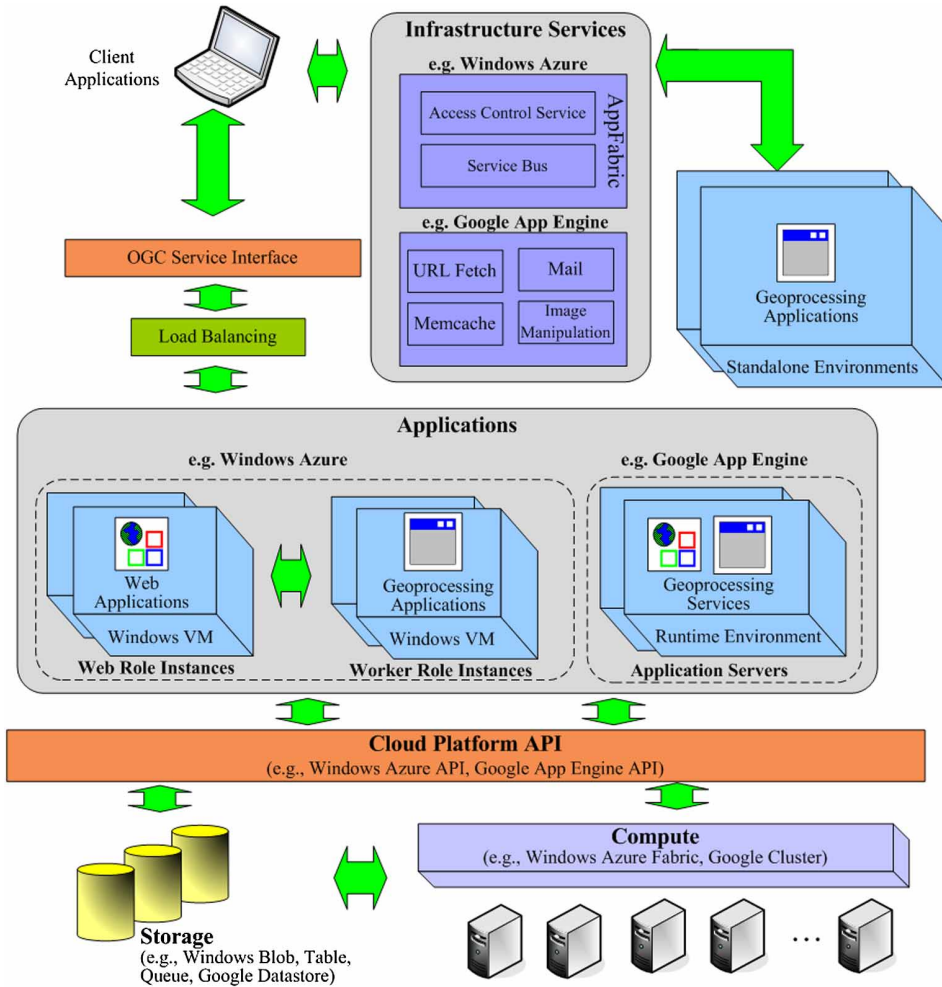 Client
Applications
Infrastructure Services
e.g. Windows Azure
Access Control Service
Service Bus
AppFabric
e.g. Google App Engine
URL Fetch
Mail
Memcache
Image
Manipulation
Geoprocessing
Applications
Standalone Environments
OGC Service Interface
Load Balancing
Applications
e.g. Windows Azure
e.g. Google App Engine
Web
Applications
Windows VM
Web Role Instances
Geoprocessing
Applications
Windows VM
Worker Role Instances
Geoprocessing
Services
Runtime Environment
Application Servers
Cloud Platform API
(e.g., Windows Azure API, Google App Engine API)
Compute
(e.g., Windows Azure Fabric, Google Cluster)
...
Storage
(e.g., Windows Blob, Table,
Queue, Google Datastore)